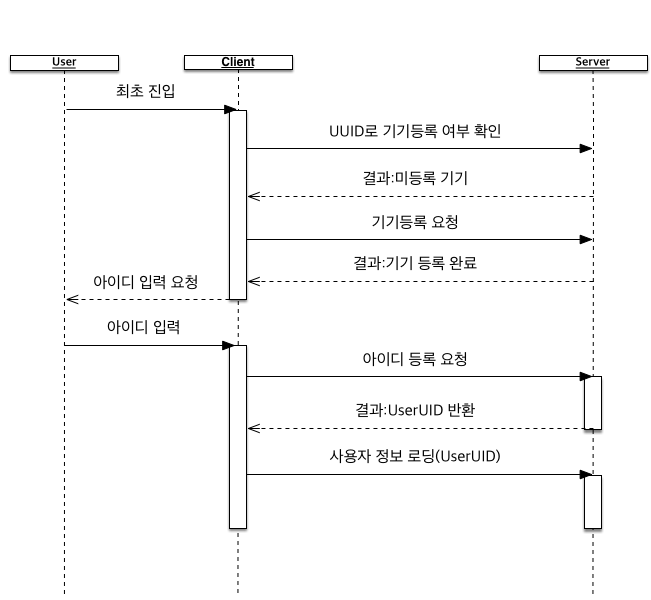 User
Client
Server
최초 진입
UUID로 기기등록 여부 확인
결과:미등록 기기
기기등록 요청
결과:기기 등록 완료
아이디 입력 요청
아이디 입력
아이디 등록 요청
결과:UserUID 반환
사용자 정보 로딩(UserUID)